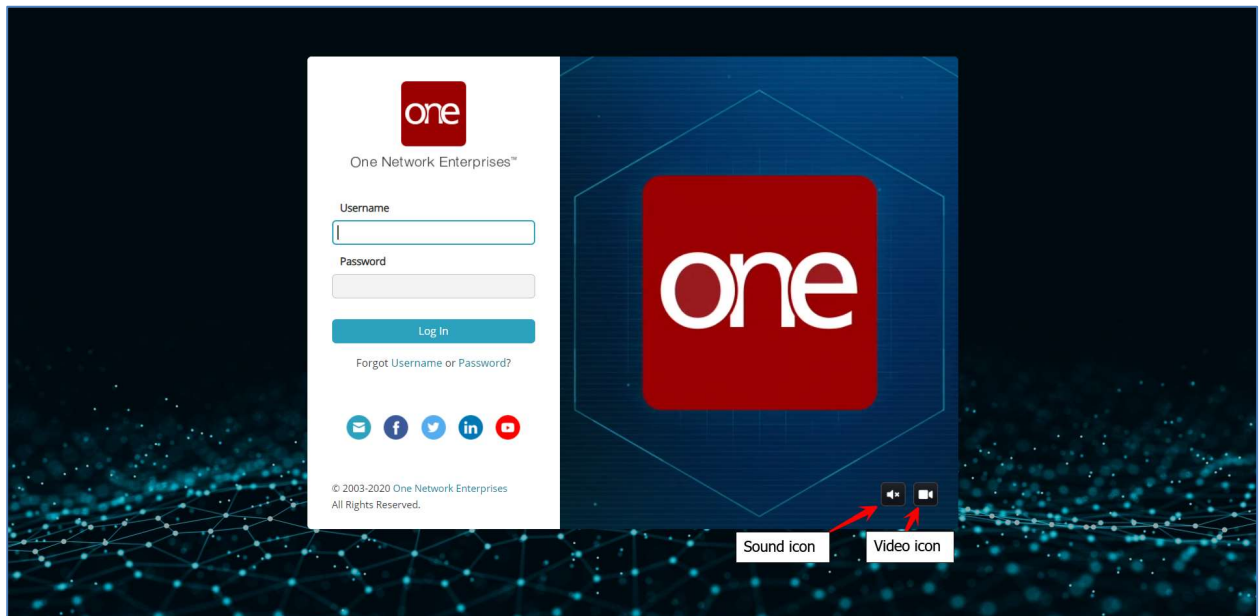 one
One Network Enterprises™
Username
Password
Log In
Forgot Username or Password?
© 2003-2020 One Network Enterprises
All Rights Reserved.
one
Sound icon
Video icon